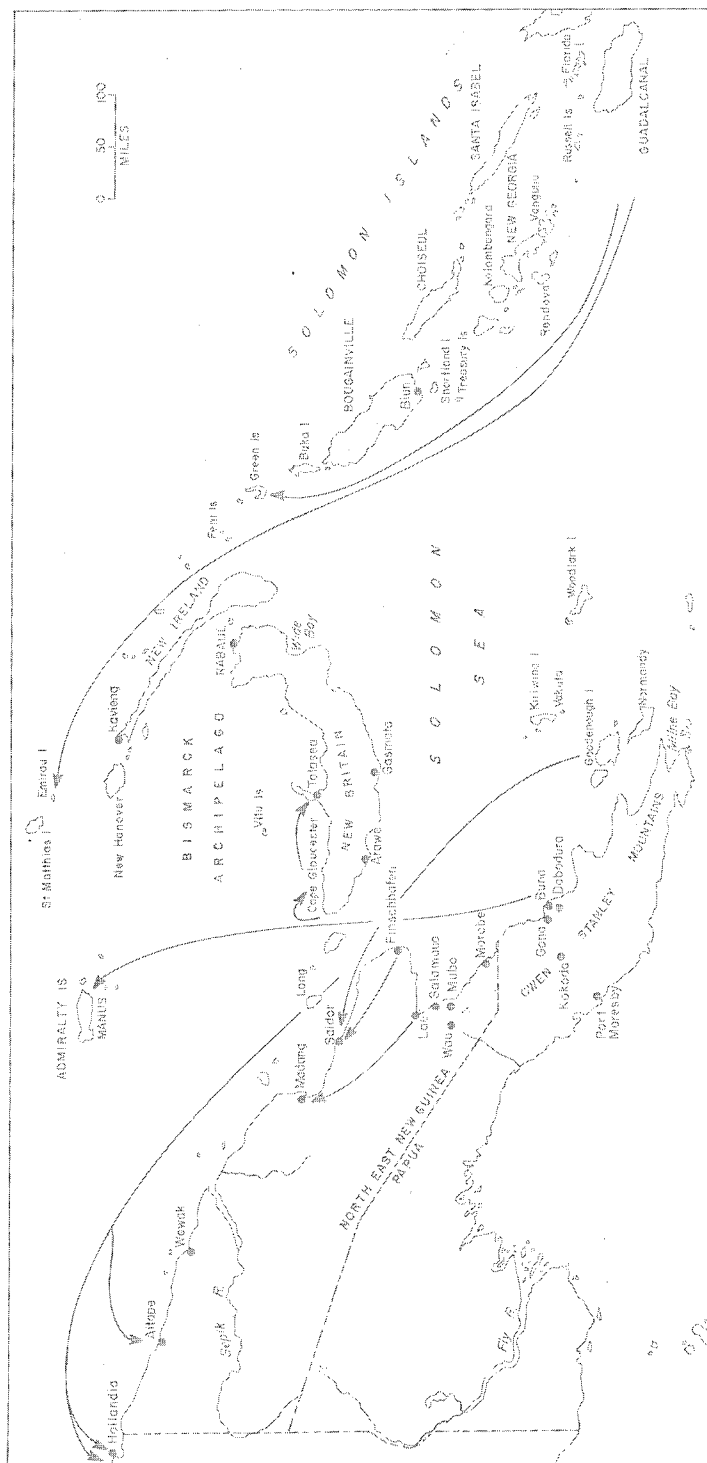 ADMIRALTY IS
MANUS
St Matthias I
Emirau I
New Hanover
Kavieng
NEW IRELAND
BISMARCK
ARCHIPELAGO
Vitu Is
RABAUL
Wide Bay
Cape Gloucester
Talasea
NEW BRITAIN
Arawe
Gasmata
Feni Is
Green Is
Buka I
BOUGAINVILLE
Buin
Shortland I
Treasury Is
SOLOMON ISLANDS
CHOISEUL
SANTA ISABEL
Kolombangara
NEW GEORGIA
Vangunu
Rendova
Russell Is
Florida
GUADALCANAL
0 50 100
MILES
Hollandia
Aitape
Wewak
Sepik R
Madang
Long
Saidor
Finschhafen
Lae
Salamaua
Wau
Mubo
Morobe
NORTH EAST NEW GUINEA
PAPUA
Gona
Buna
Dobodura
Kokoda
OWEN STANLEY MOUNTAINS
Port
Moresby
Fly R
SOLOMON
SEA
Kiriwina I
Vakuta
Woodlark I
Goodenough I
Normanby
Milne Bay